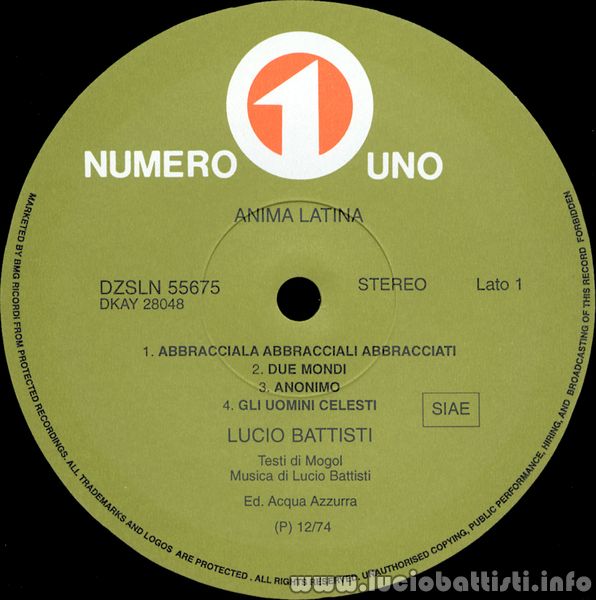 1
NUMERO UNO
ANIMA LATINA
DZSLN 55675
DKAY 28048
STEREO
Lato 1
1. ABBRACCIALA ABBRACCIALI ABBRACCIATI
2. DUE MONDI
3. ANONIMO
4. GLI UOMINI CELESTI
SIAE
LUCIO BATTISTI
Testi di Mogol
Musica di Lucio Battisti
Ed. Acqua Azzurra
(P) 12/74
MARKETED BY BMG RICORDI FROM PROTECTED RECORDINGS. ALL TRADEMARKS AND LOGOS ARE PROTECTED . ALL RIGHTS RESERVED. UNAUTHORISED COPYING, PUBLIC PERFORMANCE, HIRING, AND BROADCASTING OF THIS RECORD FORBIDDEN
www.luciobattisti.info